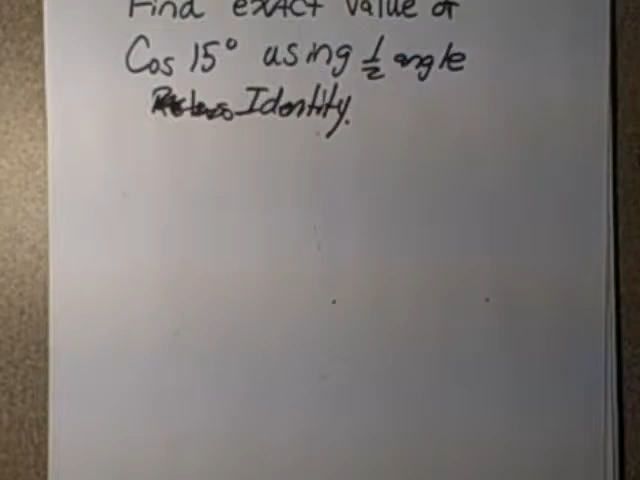 Find exact value of
Cos 15° using 1/2 angle
Identity.